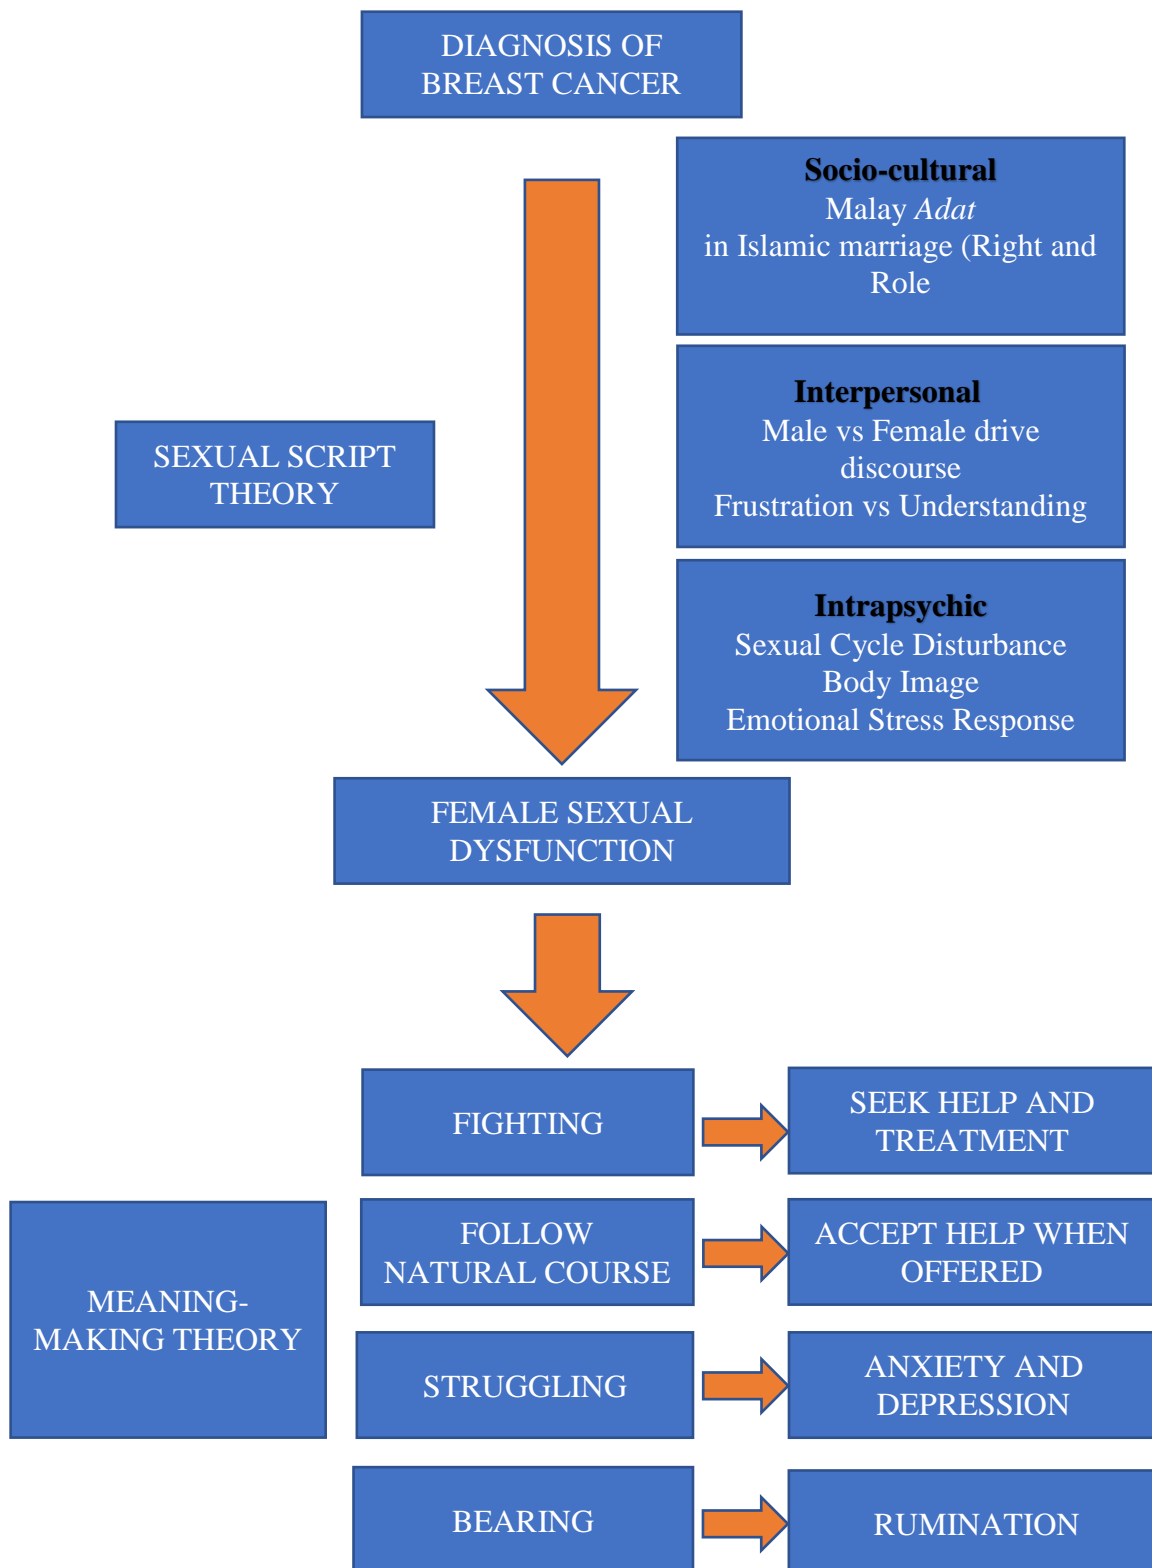 DIAGNOSIS OF
BREAST CANCER
Socio-cultural
Malay Adat
in Islamic marriage (Right and
Role
Interpersonal
Male vs Female drive
discourse
Frustration vs Understanding
SEXUAL SCRIPT
THEORY
Intrapsychic
Sexual Cycle Disturbance
Body Image
Emotional Stress Response
FEMALE SEXUAL
DYSFUNCTION
FIGHTING
SEEK HELP AND
TREATMENT
FOLLOW
NATURAL COURSE
ACCEPT HELP WHEN
OFFERED
MEANING-
MAKING THEORY
STRUGGLING
ANXIETY AND
DEPRESSION
BEARING
RUMINATION